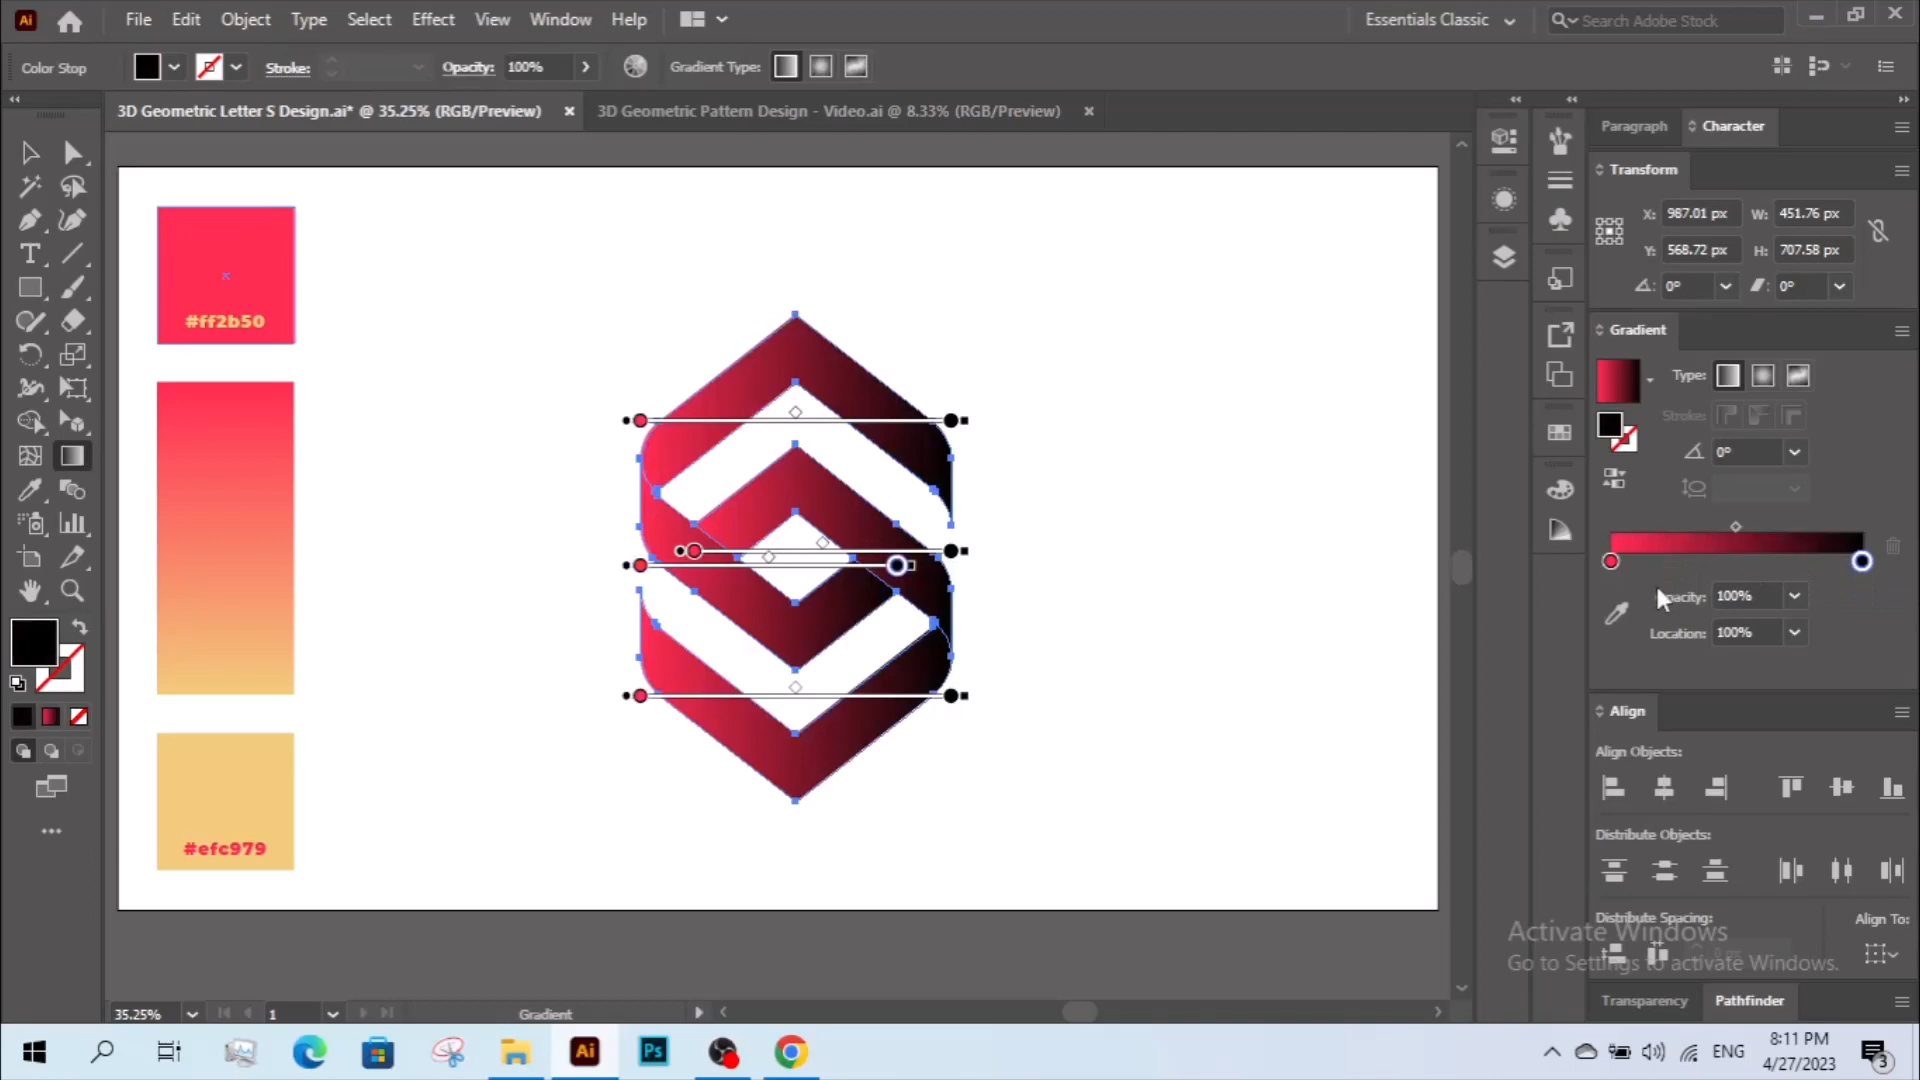 Ai File Edit Object Type Select Effect View Window Help Essentials Classic Search Adobe Stock
Color Stop Stroke: Opacity: 100% Gradient Type:
3D Geometric Letter S Design.ai* @ 35.25% (RGB/Preview) 3D Geometric Pattern Design - Video.ai @ 8.33% (RGB/Preview)
Paragraph Character
Transform
X: 987.01 px W: 451.76 px
Y: 568.72 px H: 707.58 px
0° 0°
#ff2b50
Gradient
Type:
Stroke:
0°
Opacity: 100%
Location: 100%
Align
Align Objects:
Distribute Objects:
#efc979
Distribute Spacing: Align To:
Activate Windows
Go to Settings to activate Windows.
Transparency Pathfinder
35.25% 1 Gradient
Ai Ps ENG 8:11 PM
4/27/2023 3